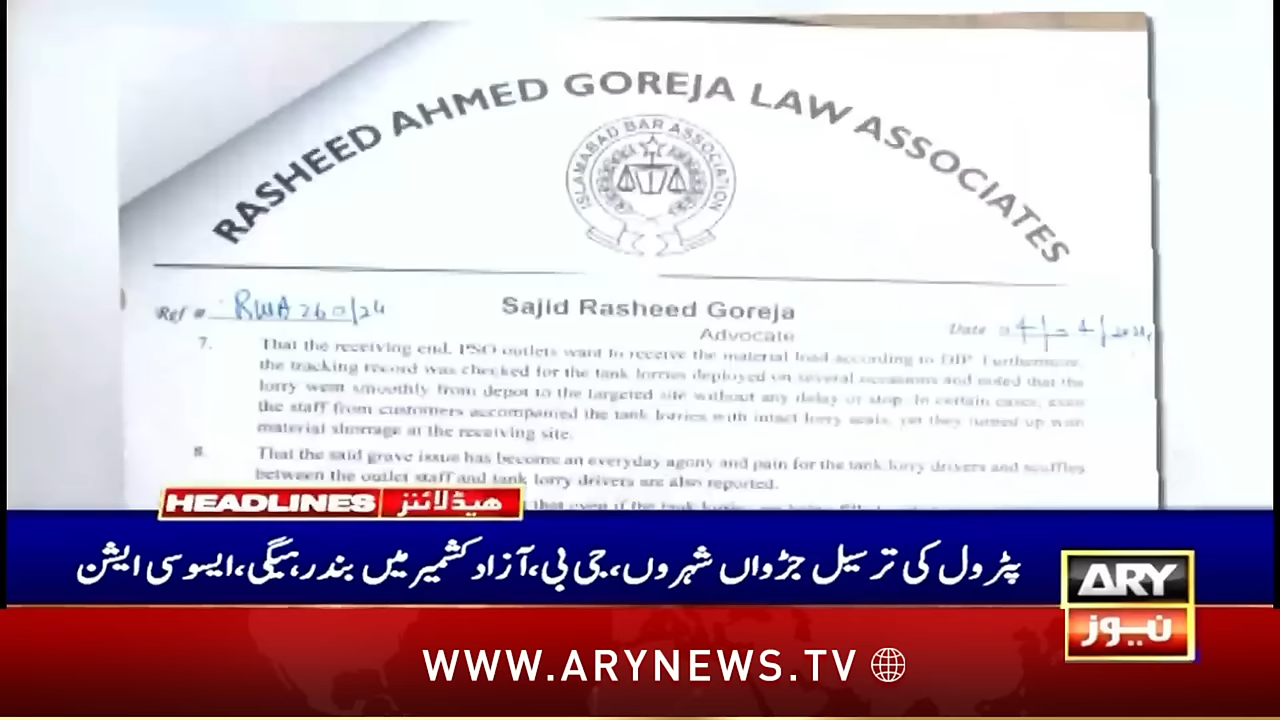 RASHEED AHMED GOREJA LAW ASSOCIATES
ISLAMABAD BAR ASSOCIATION
Ref # RWA 260/24
Sajid Rasheed Goreja
Date
Advocate
7. That the receiving end, PSO outlets want to receive the material load according to DIP. Furthermore,
the tracking record was checked for the tank lorries deployed on several occasions and noted that the
lorry went smoothly from depot to the targeted site without any delay or stop. In certain cases, even
the staff from customers accompanied the tank lorries with intact lorry seals, yet they turned up with
material shortage at the receiving site.
8. That the said grave issue has become an everyday agony and pain for the tank lorry drivers and scuffles
between the outlet staff and tank lorry drivers are also reported.
that even if the tank
HEADLINES ہیڈلائنز
پٹرول کی ترسیل جڑواں شہروں،جی بی،آزاد کشمیر میں بندرہیگی،ایسوسی ایشن
ARY
نیوز
WWW.ARYNEWS.TV